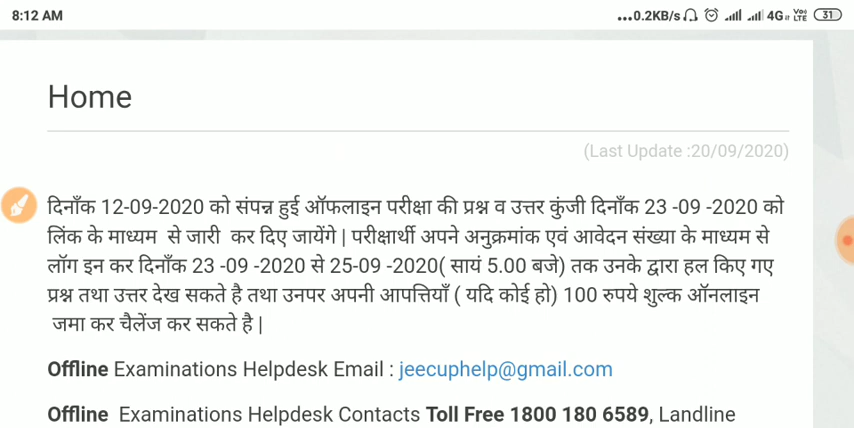 8:12 AM ...0.2KB/s 4G Vo LTE 31
Home
(Last Update :20/09/2020)
दिनाँक 12-09-2020 को संपन्न हुई ऑफलाइन परीक्षा की प्रश्न व उत्तर कुंजी दिनाँक 23 -09 -2020 को
लिंक के माध्यम से जारी कर दिए जायेंगे | परीक्षार्थी अपने अनुक्रमांक एवं आवेदन संख्या के माध्यम से
लॉग इन कर दिनाँक 23 -09 -2020 से 25-09 -2020( सायं 5.00 बजे) तक उनके द्वारा हल किए गए
प्रश्न तथा उत्तर देख सकते है तथा उनपर अपनी आपत्तियाँ ( यदि कोई हो) 100 रुपये शुल्क ऑनलाइन
जमा कर चैलेंज कर सकते है |
Offline Examinations Helpdesk Email : jeecuphelp@gmail.com
Offline Examinations Helpdesk Contacts Toll Free 1800 180 6589, Landline